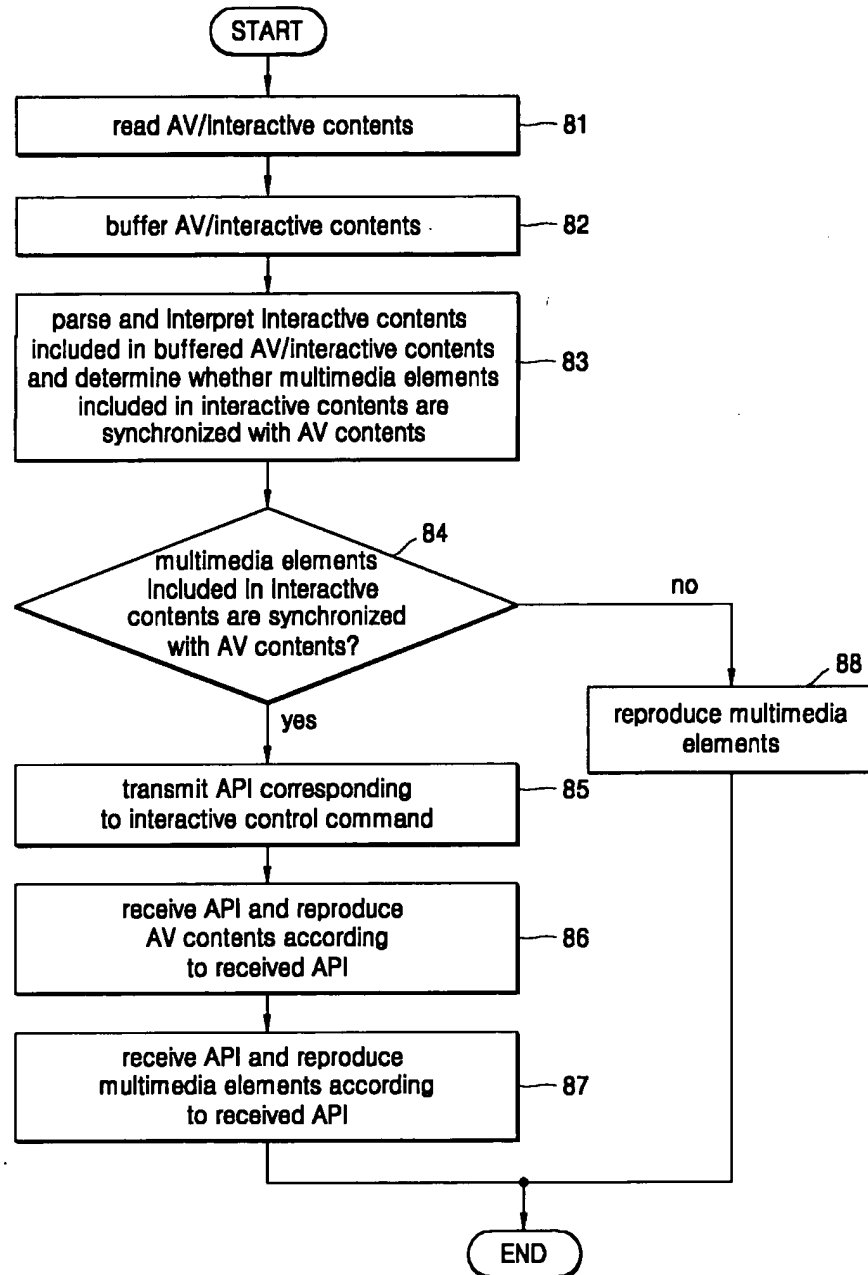 START
read AV/interactive contents
81
buffer AV/interactive contents
82
parse and interpret interactive contents
included in buffered AV/interactive contents
and determine whether multimedia elements
included in interactive contents are
synchronized with AV contents
83
84
multimedia elements
included in interactive
contents are synchronized
with AV contents?
no
yes
88
reproduce multimedia
elements
transmit API corresponding
to interactive control command
85
receive API and reproduce
AV contents according
to received API
86
receive API and reproduce
multimedia elements according
to received API
87
END